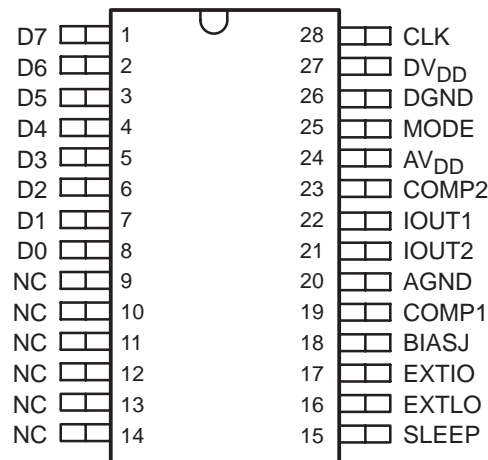 D7 1 28 CLK
D6 2 27 DVDD
D5 3 26 DGND
D4 4 25 MODE
D3 5 24 AVDD
D2 6 23 COMP2
D1 7 22 IOUT1
D0 8 21 IOUT2
NC 9 20 AGND
NC 10 19 COMP1
NC 11 18 BIASJ
NC 12 17 EXTIO
NC 13 16 EXTLO
NC 14 15 SLEEP